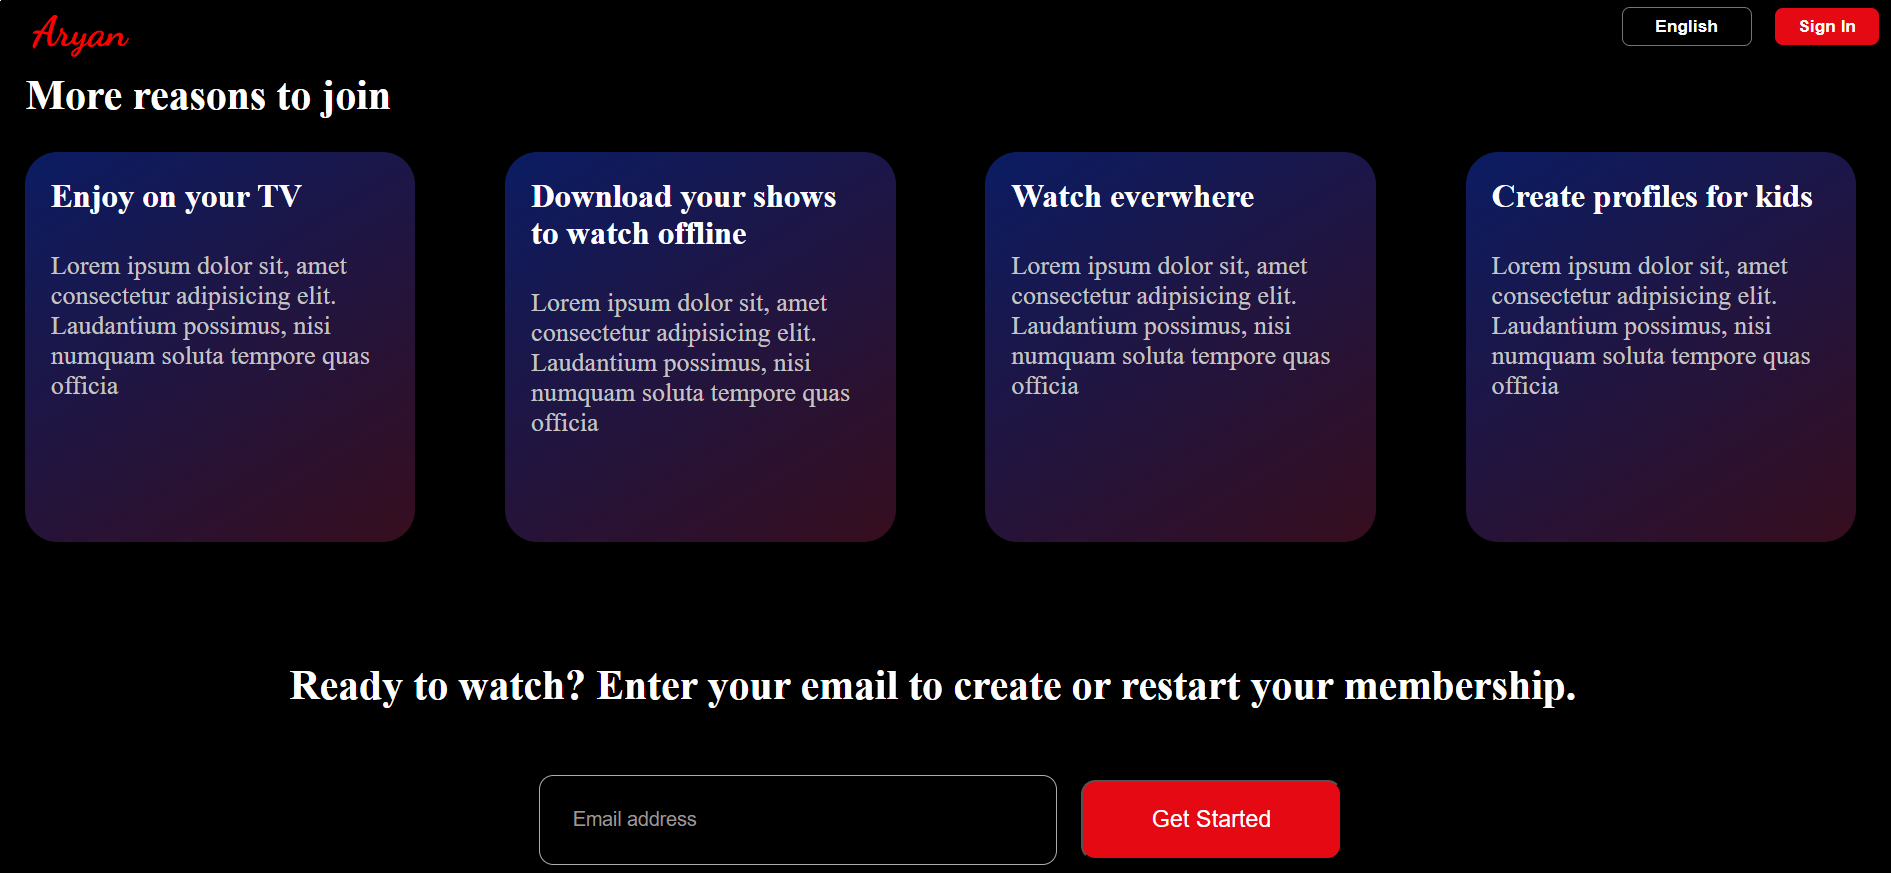 Aryan
English
Sign In
More reasons to join
Enjoy on your TV
Lorem ipsum dolor sit, amet
consectetur adipisicing elit.
Laudantium possimus, nisi
numquam soluta tempore quas
officia
Download your shows
to watch offline
Lorem ipsum dolor sit, amet
consectetur adipisicing elit.
Laudantium possimus, nisi
numquam soluta tempore quas
officia
Watch everwhere
Lorem ipsum dolor sit, amet
consectetur adipisicing elit.
Laudantium possimus, nisi
numquam soluta tempore quas
officia
Create profiles for kids
Lorem ipsum dolor sit, amet
consectetur adipisicing elit.
Laudantium possimus, nisi
numquam soluta tempore quas
officia
Ready to watch? Enter your email to create or restart your membership.
Email address
Get Started